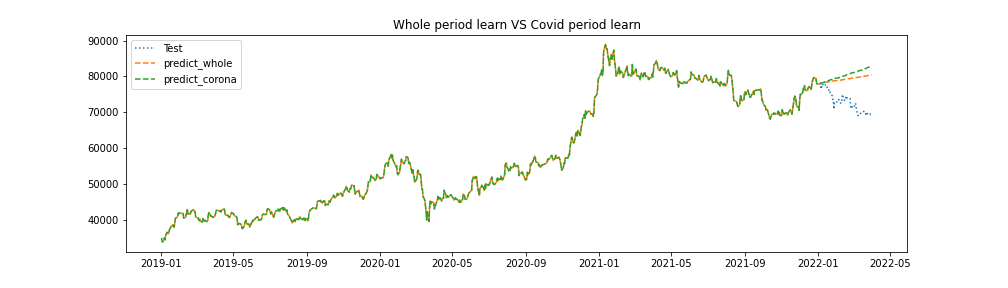 Whole period learn VS Covid period learn
Test
predict_whole
predict_corona
90000
80000
70000
60000
50000
40000
2019-01 2019-05 2019-09 2020-01 2020-05 2020-09 2021-01 2021-05 2021-09 2022-01 2022-05